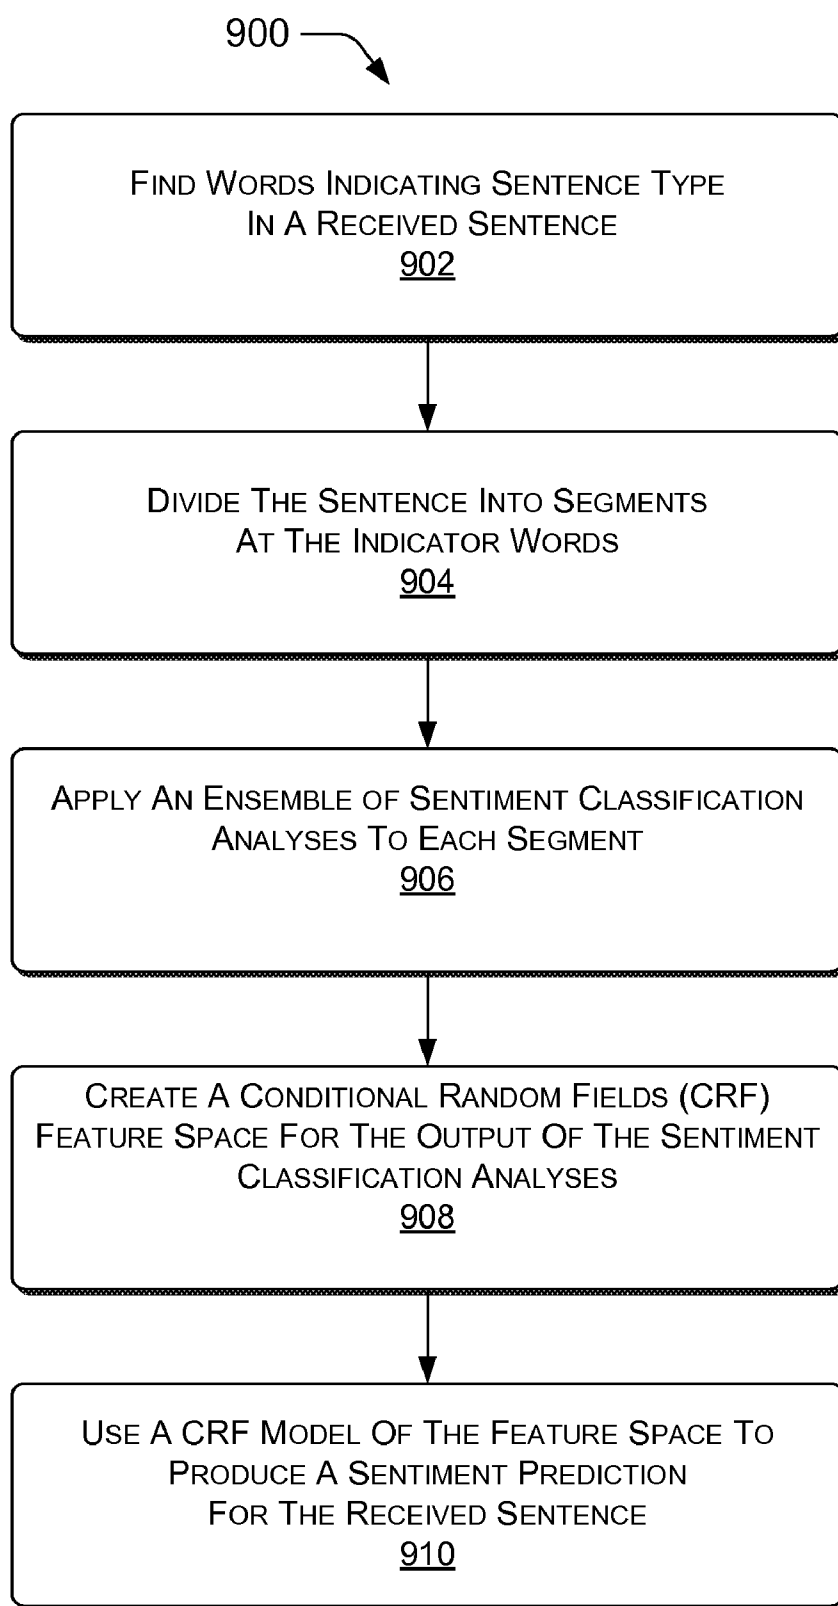 900
FIND WORDS INDICATING SENTENCE TYPE
IN A RECEIVED SENTENCE
902
DIVIDE THE SENTENCE INTO SEGMENTS
AT THE INDICATOR WORDS
904
APPLY AN ENSEMBLE OF SENTIMENT CLASSIFICATION
ANALYSES TO EACH SEGMENT
906
CREATE A CONDITIONAL RANDOM FIELDS (CRF)
FEATURE SPACE FOR THE OUTPUT OF THE SENTIMENT
CLASSIFICATION ANALYSES
908
USE A CRF MODEL OF THE FEATURE SPACE TO
PRODUCE A SENTIMENT PREDICTION
FOR THE RECEIVED SENTENCE
910